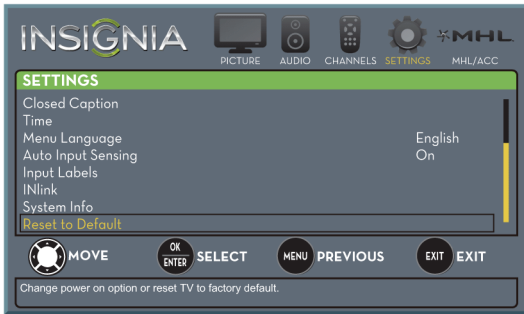 INSIGNIA
PICTURE AUDIO CHANNELS SETTINGS MHL MHL/ACC
SETTINGS
Closed Caption
Time
Menu Language English
Auto Input Sensing On
Input Labels
INlink
System Info
Reset to Default
MOVE OK ENTER SELECT MENU PREVIOUS EXIT EXIT
Change power on option or reset TV to factory default.